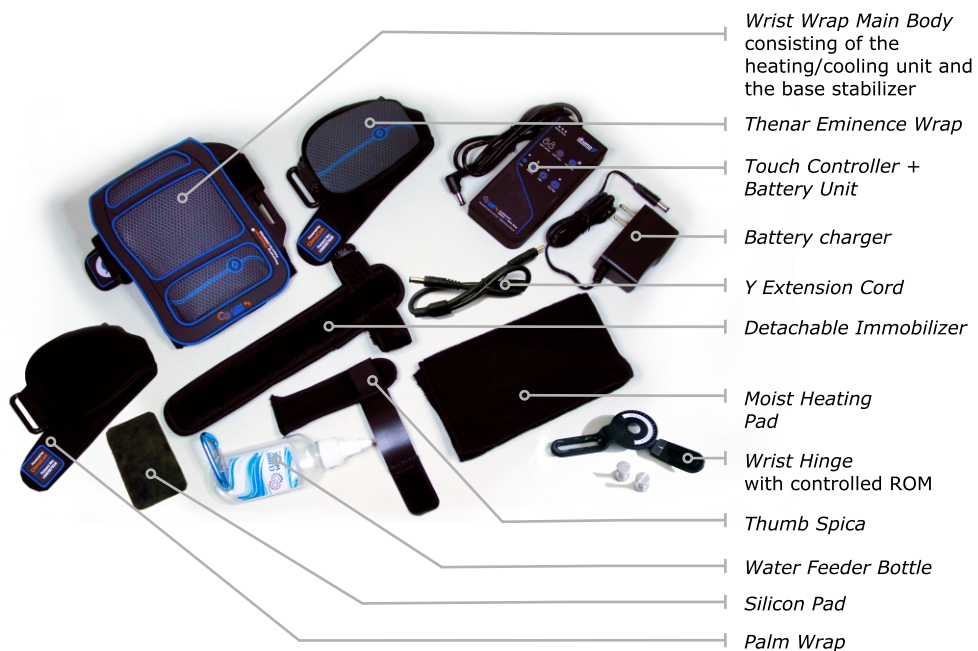 Wrist Wrap Main Body
consisting of the
heating/cooling unit and
the base stabilizer
Thenar Eminence Wrap
Touch Controller +
Battery Unit
Battery charger
Y Extension Cord
Detachable Immobilizer
Moist Heating
Pad
Wrist Hinge
with controlled ROM
Thumb Spica
Water Feeder Bottle
Silicon Pad
Palm Wrap